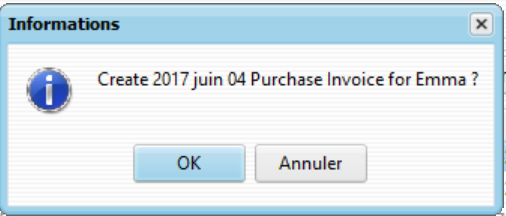 Informations
Create 2017 juin 04 Purchase Invoice for Emma ?
OK
Annuler